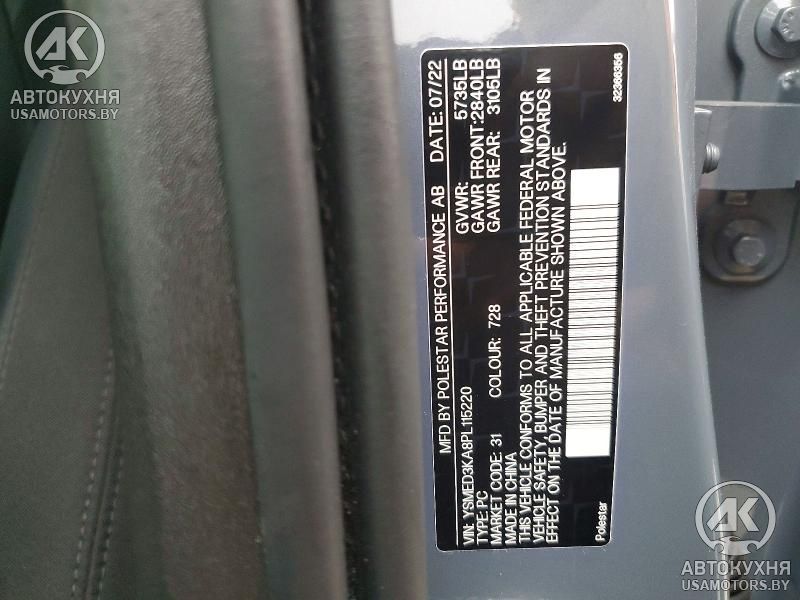 MFD BY POLESTAR PERFORMANCE AB DATE: 07/22
GVWR: 5735LB
GAWR FRONT: 2840LB
GAWR REAR: 3105LB
VIN: YSMED3KA8PL115220
TYPE: PC
MARKET CODE: 31 COLOUR: 728
MADE IN CHINA
THIS VEHICLE CONFORMS TO ALL APPLICABLE FEDERAL MOTOR
VEHICLE SAFETY, BUMPER AND THEFT PREVENTION STANDARDS IN
EFFECT ON THE DATE OF MANUFACTURE SHOWN ABOVE.
Polestar
32366356
АК
АВТОКУХНЯ
USAMOTORS.BY
АК
АВТОКУХНЯ
USAMOTORS.BY